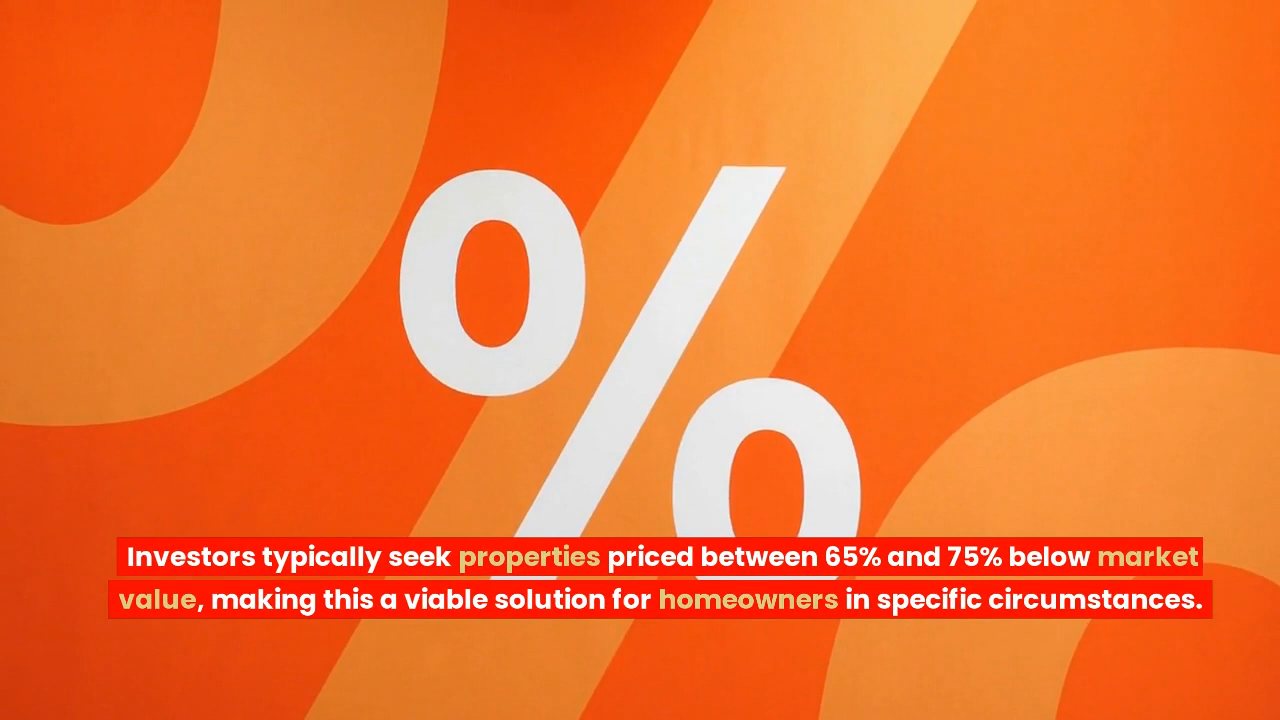 %
Investors typically seek properties priced between 65% and 75% below market
value, making this a viable solution for homeowners in specific circumstances.